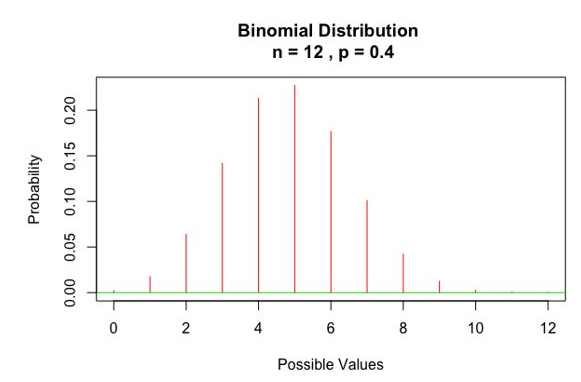 Binomial Distribution
n = 12 , p = 0.4
0.20
0.15
0.10
0.05
0.00
Probability
0 2 4 6 8 10 12
Possible Values